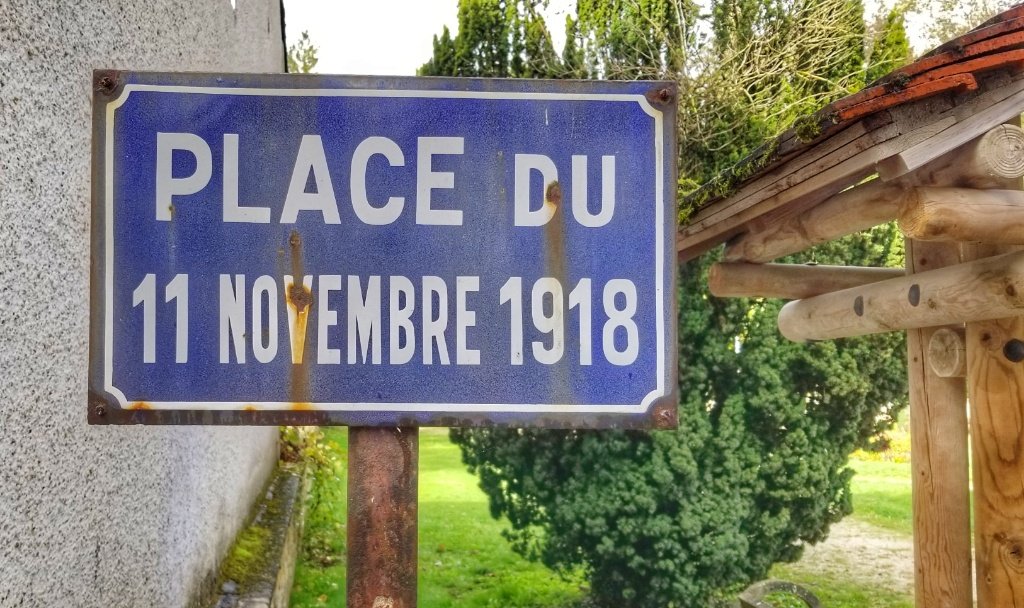 PLACE DU
11 NOVEMBRE 1918